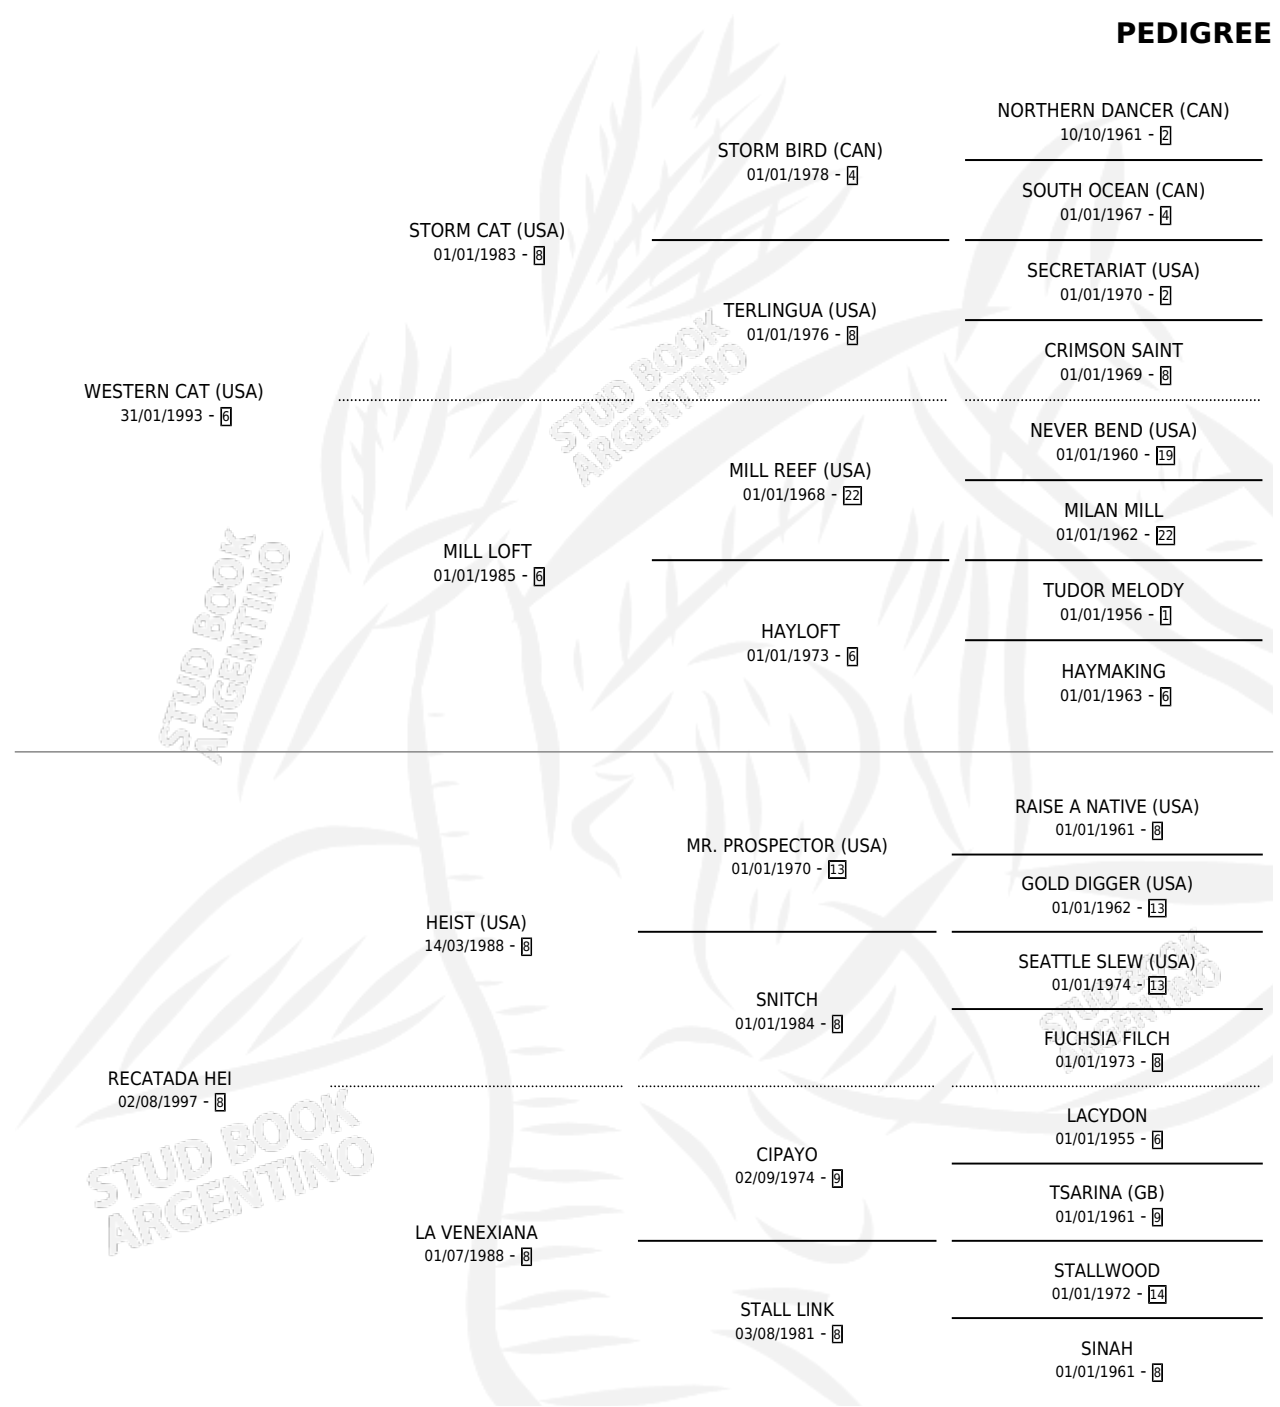 PEDIGREE
NORTHERN DANCER (CAN)
10/10/1961 - 2
STORM BIRD (CAN)
01/01/1978 - 4
SOUTH OCEAN (CAN)
01/01/1967 - 4
STORM CAT (USA)
01/01/1983 - 8
SECRETARIAT (USA)
01/01/1970 - 2
TERLINGUA (USA)
01/01/1976 - 8
CRIMSON SAINT
01/01/1969 - 8
WESTERN CAT (USA)
31/01/1993 - 6
NEVER BEND (USA)
01/01/1960 - 19
MILL REEF (USA)
01/01/1968 - 22
MILAN MILL
01/01/1962 - 22
MILL LOFT
01/01/1985 - 6
TUDOR MELODY
01/01/1956 - 1
HAYLOFT
01/01/1973 - 6
HAYMAKING
01/01/1963 - 6
RAISE A NATIVE (USA)
01/01/1961 - 8
MR. PROSPECTOR (USA)
01/01/1970 - 13
GOLD DIGGER (USA)
01/01/1962 - 13
HEIST (USA)
14/03/1988 - 8
SEATTLE SLEW (USA)
01/01/1974 - 13
SNITCH
01/01/1984 - 8
FUCHSIA FILCH
01/01/1973 - 8
RECATADA HEI
02/08/1997 - 8
LACYDON
01/01/1955 - 6
CIPAYO
02/09/1974 - 9
TSARINA (GB)
01/01/1961 - 9
LA VENEXIANA
01/07/1988 - 8
STALLWOOD
01/01/1972 - 14
STALL LINK
03/08/1981 - 8
SINAH
01/01/1961 - 8
STUD BOOK
ARGENTINO
STUD BOOK
ARGENTINO
STUD BOOK
ARGENTINO
STUD BOOK
ARGENTINO